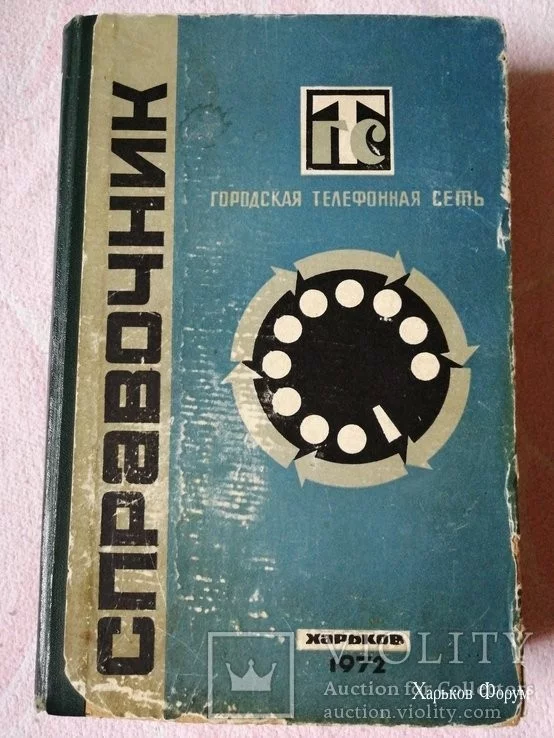 СПРАВОЧНИК
ГТС
ГОРОДСКАЯ ТЕЛЕФОННАЯ СЕТЬ
ХАРЬКОВ
1972
VIOLITY
Auction for Collectors
auction.violity.com
Харьков Форум